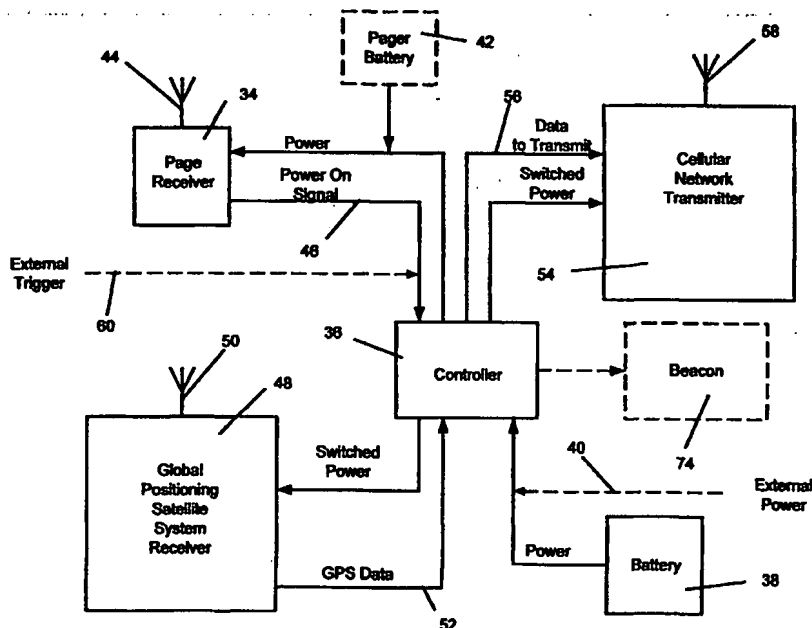 Pager
Battery
42
58
44
34
56
Power
Data
to Transmit
Page
Receiver
Power On
Signal
Switched
Power
Cellular
Network
Transmitter
46
External
Trigger
54
60
36
50
Controller
Beacon
48
74
Switched
Power
40
External
Power
Global
Positioning
Satellite
System
Receiver
Power
Battery
GPS Data
38
52